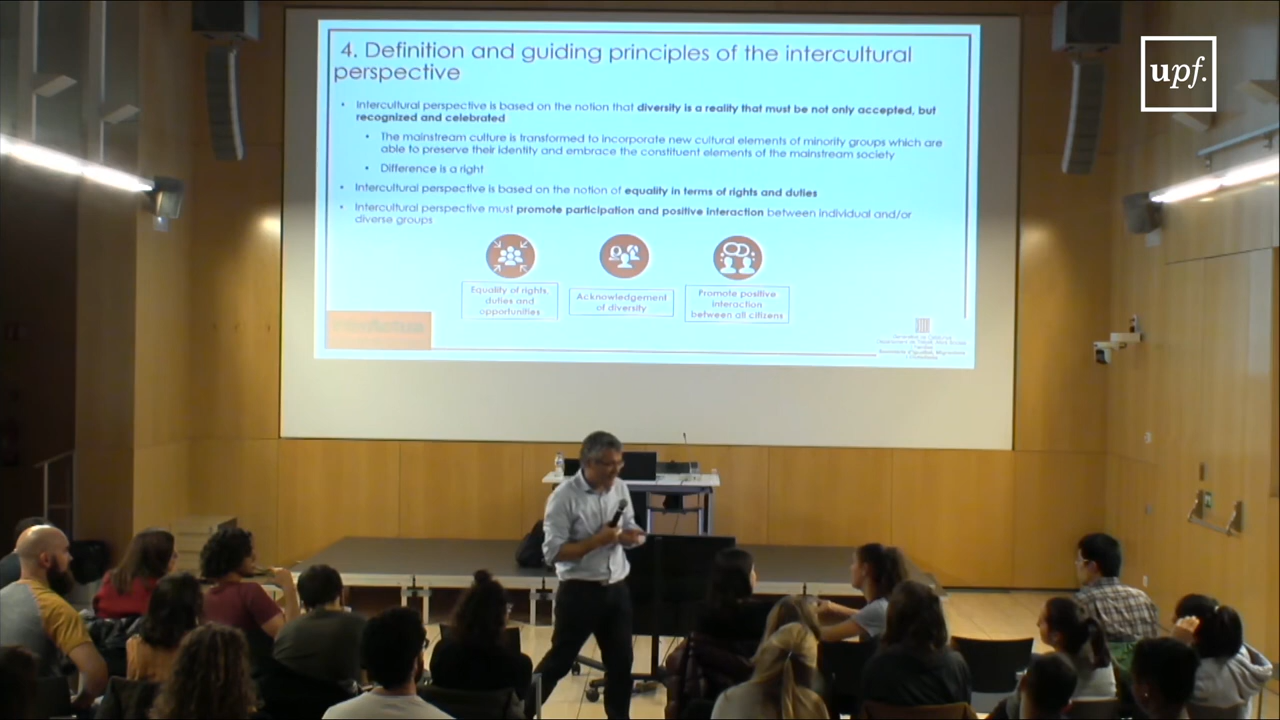 4. Definition and guiding principles of the intercultural
perspective
upf.
• Intercultural perspective is based on the notion that diversity is a reality that must be not only accepted, but
recognized and celebrated
• The mainstream culture is transformed to incorporate new cultural elements of minority groups which are
able to preserve their identity and embrace the constituent elements of the mainstream society
• Difference is a right
• Intercultural perspective is based on the notion of equality in terms of rights and duties
• Intercultural perspective must promote participation and positive interaction between individual and/or
diverse groups
Equality of rights,
duties and
opportunities
Acknowledgement
of diversity
Promote positive
interaction
between all citizens
Generalitat de Catalunya